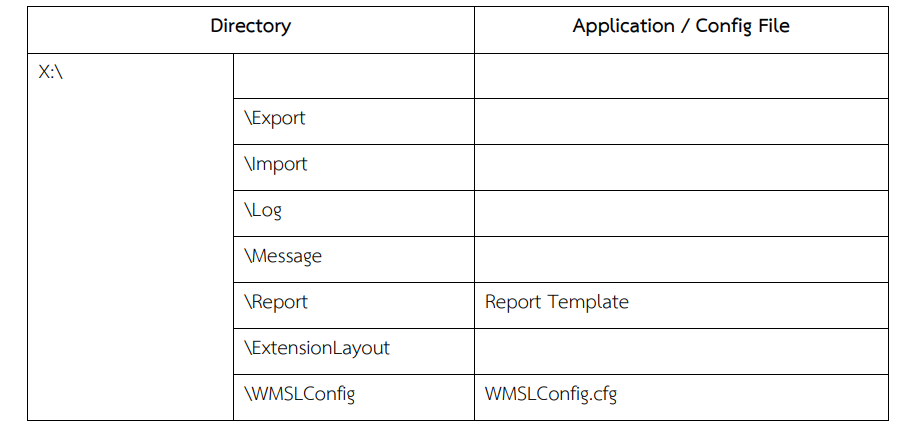 Directory Application / Config File
X:\
\Export
\Import
\Log
\Message
\Report Report Template
\ExtensionLayout
\WMSLConfig WMSLConfig.cfg